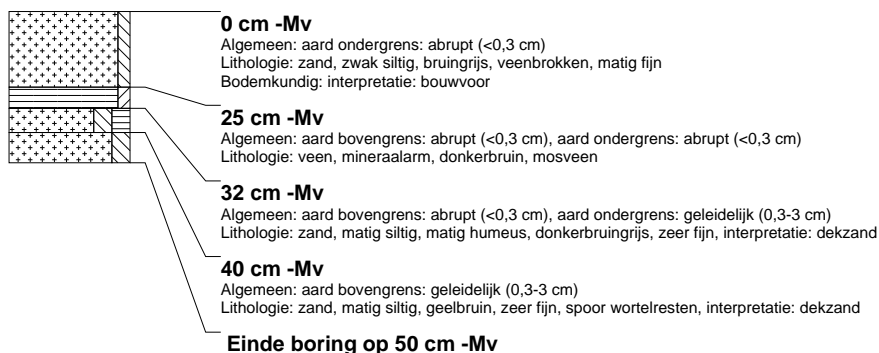 0 cm -Mv
Algemeen: aard ondergrens: abrupt (<0,3 cm)
Lithologie: zand, zwak siltig, bruingrijs, veenbrokken, matig fijn
Bodemkundig: interpretatie: bouwvoor
25 cm -Mv
Algemeen: aard bovengrens: abrupt (<0,3 cm), aard ondergrens: abrupt (<0,3 cm)
Lithologie: veen, mineraalarm, donkerbruin, mosveen
32 cm -Mv
Algemeen: aard bovengrens: abrupt (<0,3 cm), aard ondergrens: geleidelijk (0,3-3 cm)
Lithologie: zand, matig siltig, matig humeus, donkerbruingrijs, zeer fijn, interpretatie: dekzand
40 cm -Mv
Algemeen: aard bovengrens: geleidelijk (0,3-3 cm)
Lithologie: zand, matig siltig, geelbruin, zeer fijn, spoor wortelresten, interpretatie: dekzand
Einde boring op 50 cm -Mv